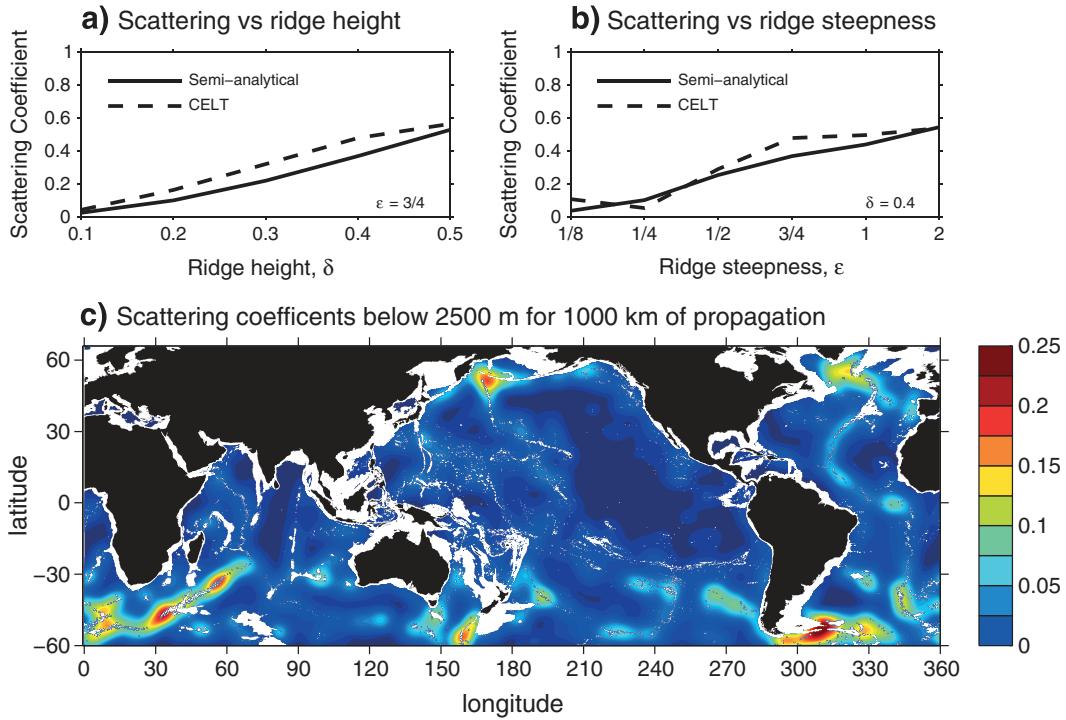 a) Scattering vs ridge height
Scattering Coefficient
1
0.8
0.6
0.4
0.2
0
Semi-analytical
CELT
ε = 3/4
0.1 0.2 0.3 0.4 0.5
Ridge height, δ
b) Scattering vs ridge steepness
Scattering Coefficient
1
0.8
0.6
0.4
0.2
0
Semi-analytical
CELT
δ = 0.4
1/8 1/4 1/2 3/4 1 2
Ridge steepness, ε
c) Scattering coefficents below 2500 m for 1000 km of propagation
latitude
60
30
0
−30
−60
0 30 60 90 120 150 180 210 240 270 300 330 360
longitude
0.25
0.2
0.15
0.1
0.05
0